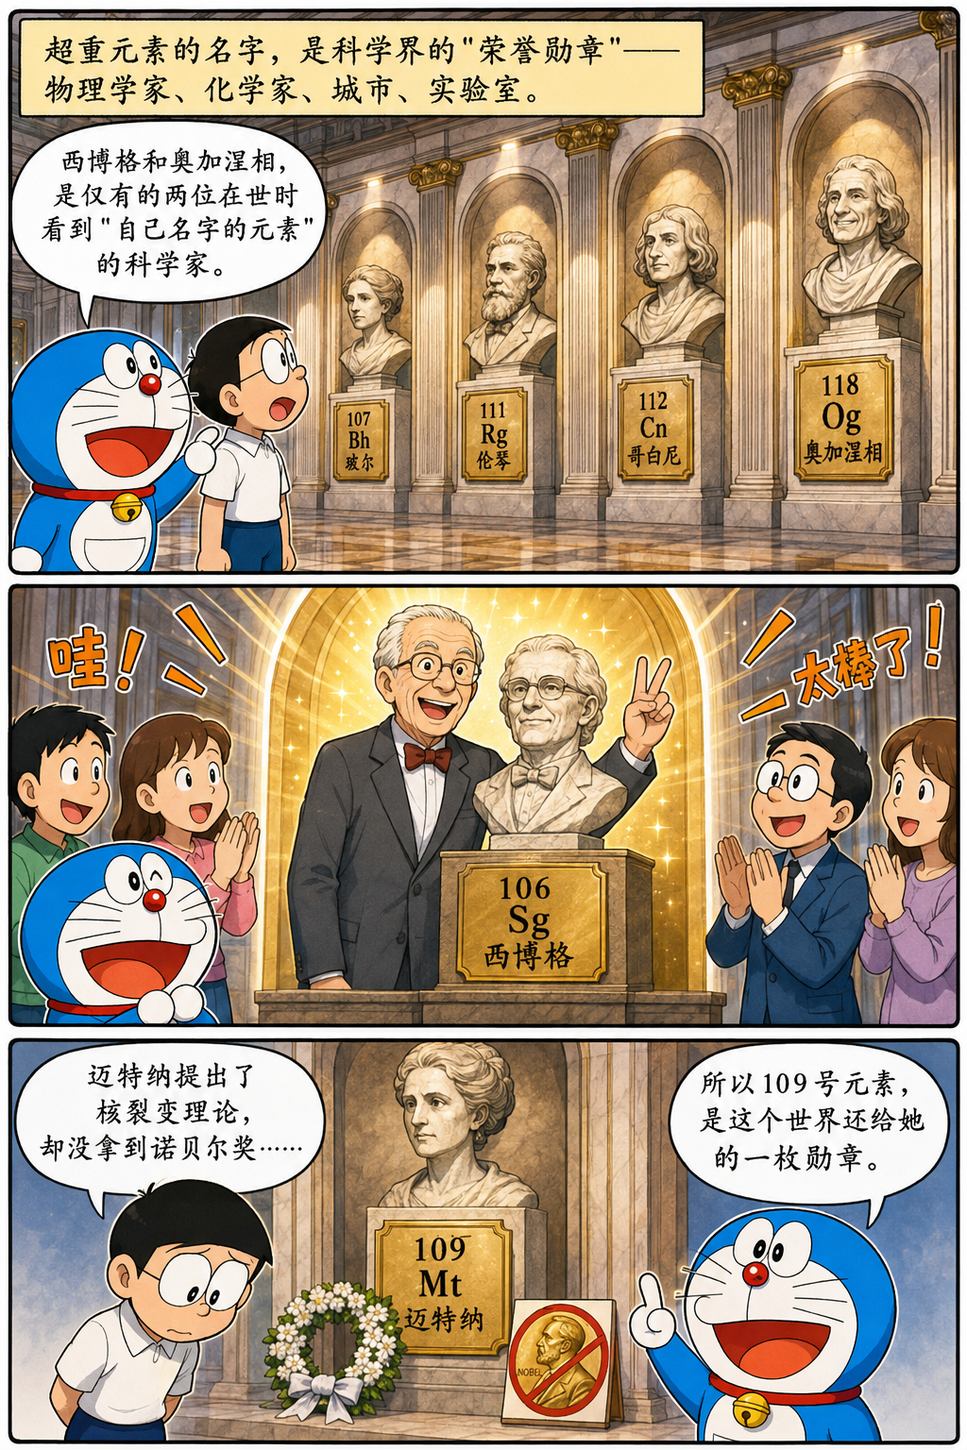 超重元素的名字，是科学界的"荣誉勋章"——
物理学家、化学家、城市、实验室。
西博格和奥加涅相，
是仅有的两位在世时
看到"自己名字的元素"
的科学家。
107
Bh
玻尔
111
Rg
伦琴
112
Cn
哥白尼
118
Og
奥加涅相
哇！
太棒了！
106
Sg
西博格
迈特纳提出了
核裂变理论，
却没拿到诺贝尔奖……
所以109号元素，
是这个世界还给她
的一枚勋章。
109
Mt
迈特纳
NOBEL